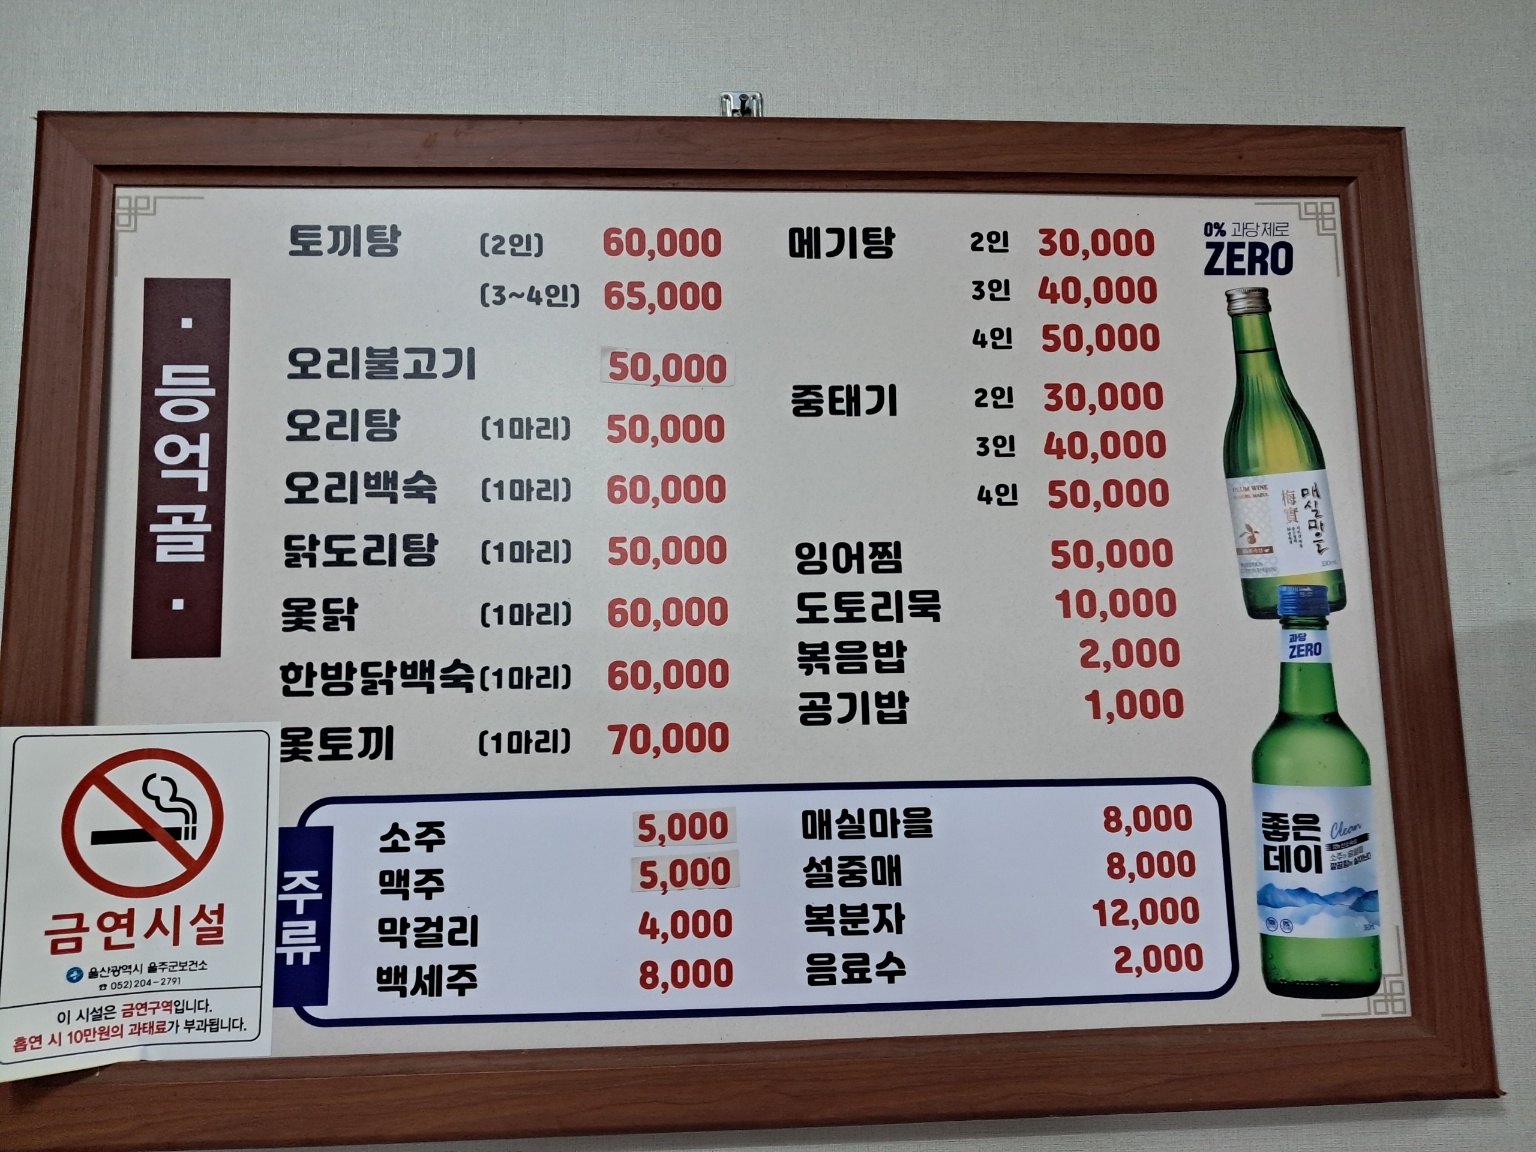 등억골
토끼탕 (2인) 60,000
(3~4인) 65,000
오리불고기 50,000
오리탕 (1마리) 50,000
오리백숙 (1마리) 60,000
닭도리탕 (1마리) 50,000
옻닭 (1마리) 60,000
한방닭백숙 (1마리) 60,000
옻토끼 (1마리) 70,000
메기탕 2인 30,000
3인 40,000
4인 50,000
중태기 2인 30,000
3인 40,000
4인 50,000
잉어찜 50,000
도토리묵 10,000
볶음밥 2,000
공기밥 1,000
주류
소주 5,000
맥주 5,000
막걸리 4,000
백세주 8,000
매실마을 8,000
설중매 8,000
복분자 12,000
음료수 2,000
0% 과당 제로
ZERO
PLUM WINE
梅實
매실마을
과당
ZERO
좋은
데이
Clean
금연시설
울산광역시 울주군보건소
☎ 052)204-2791
이 시설은 금연구역입니다.
흡연 시 10만원의 과태료가 부과됩니다.